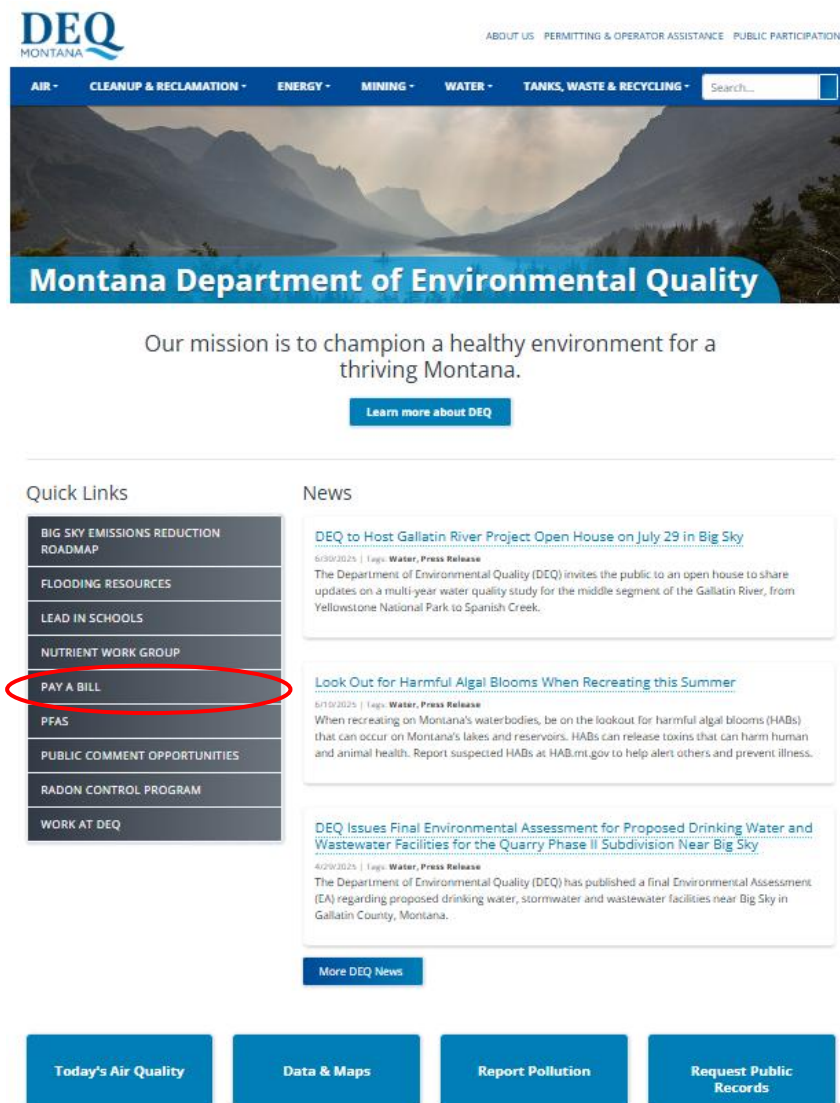 DEQ
MONTANA
ABOUT US PERMITTING & OPERATOR ASSISTANCE PUBLIC PARTICIPATION
AIR CLEANUP & RECLAMATION ENERGY MINING WATER TANKS, WASTE & RECYCLING Search...
Montana Department of Environmental Quality
Our mission is to champion a healthy environment for a
thriving Montana.
Learn more about DEQ
Quick Links
BIG SKY EMISSIONS REDUCTION
ROADMAP
FLOODING RESOURCES
LEAD IN SCHOOLS
NUTRIENT WORK GROUP
PAY A BILL
PFAS
PUBLIC COMMENT OPPORTUNITIES
RADON CONTROL PROGRAM
WORK AT DEQ
News
DEQ to Host Gallatin River Project Open House on July 29 in Big Sky
6/30/2025 | Tags: Water, Press Release
The Department of Environmental Quality (DEQ) invites the public to an open house to share
updates on a multi-year water quality study for the middle segment of the Gallatin River, from
Yellowstone National Park to Spanish Creek.
Look Out for Harmful Algal Blooms When Recreating this Summer
6/10/2025 | Tags: Water, Press Release
When recreating on Montana's waterbodies, be on the lookout for harmful algal blooms (HABs)
that can occur on Montana's lakes and reservoirs. HABs can release toxins that can harm human
and animal health. Report suspected HABs at HAB.mt.gov to help alert others and prevent illness.
DEQ Issues Final Environmental Assessment for Proposed Drinking Water and
Wastewater Facilities for the Quarry Phase II Subdivision Near Big Sky
4/29/2025 | Tags: Water, Press Release
The Department of Environmental Quality (DEQ) has published a final Environmental Assessment
(EA) regarding proposed drinking water, stormwater and wastewater facilities near Big Sky in
Gallatin County, Montana.
More DEQ News
Today's Air Quality
Data & Maps
Report Pollution
Request Public
Records